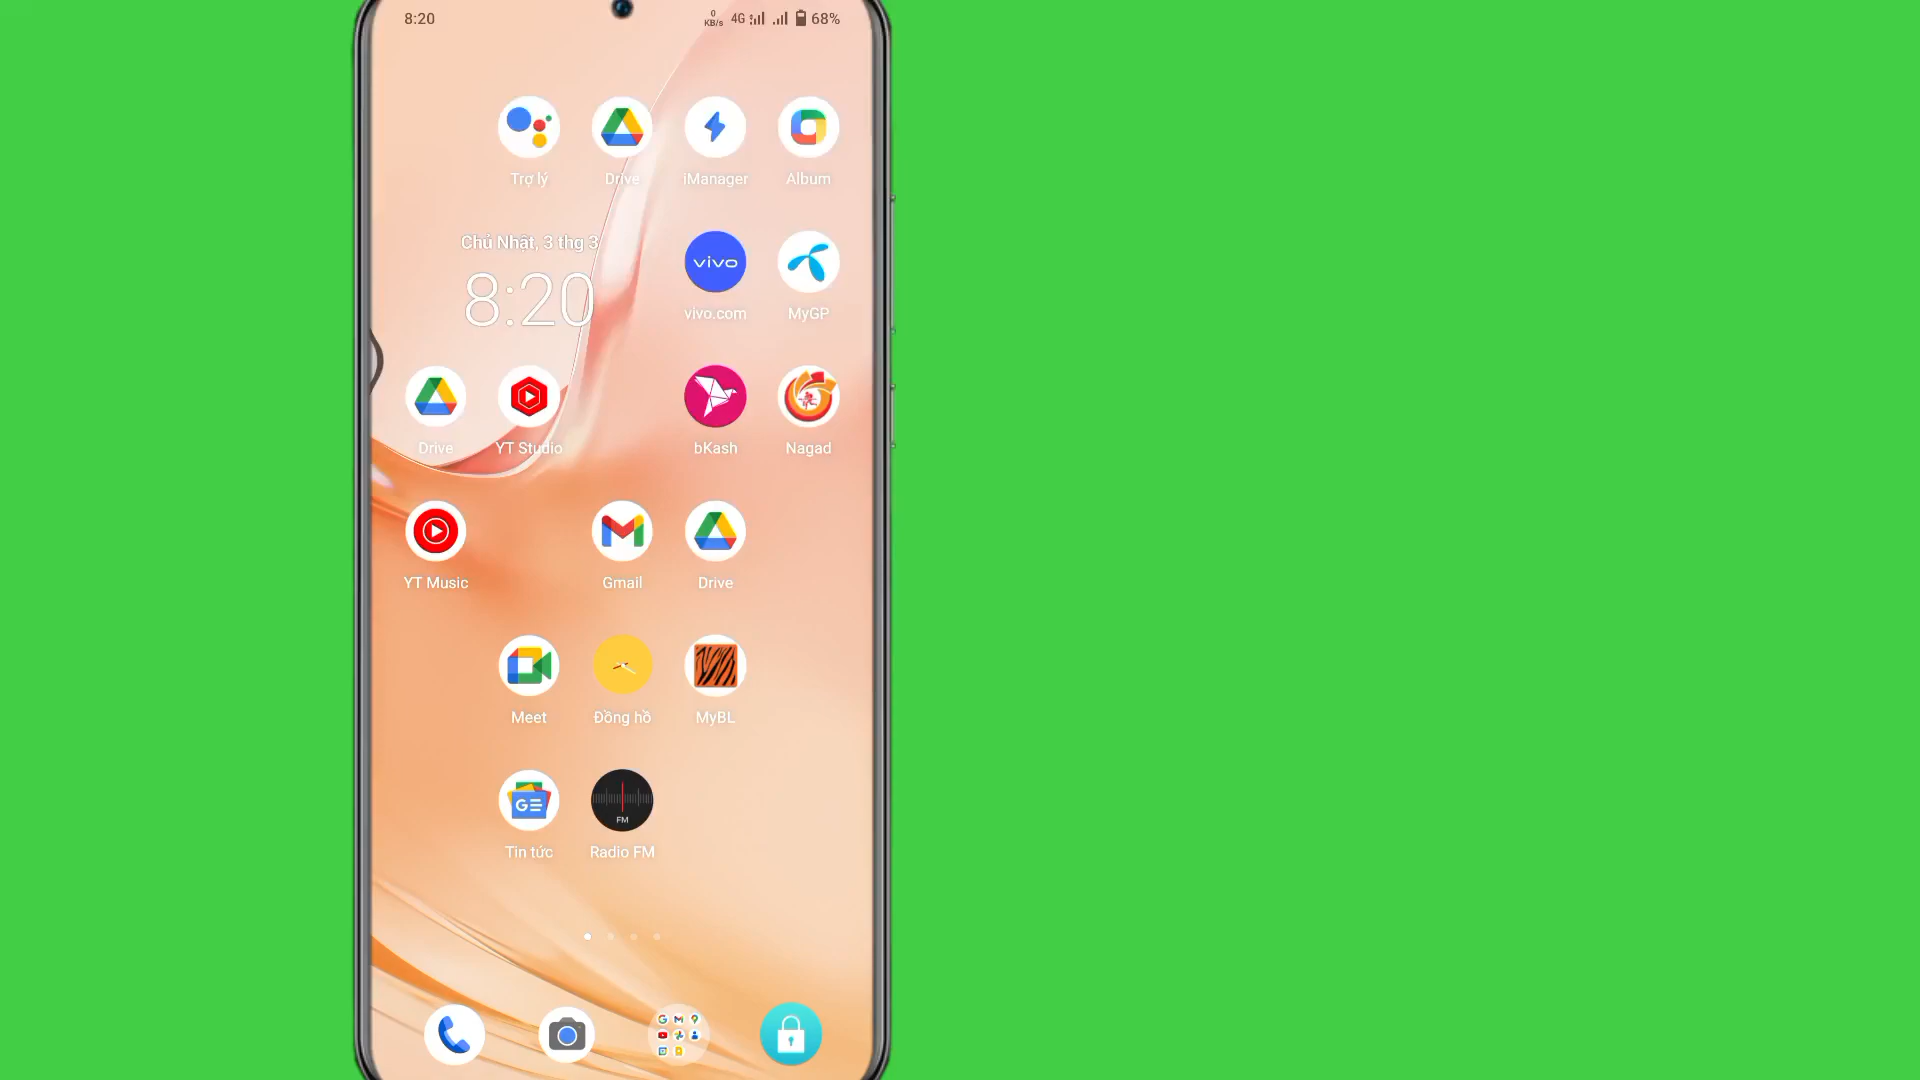 8:20
0
KB/s
4G
68%
Trợ lý
Drive
iManager
Album
Chủ Nhật, 3 thg 3
8:20
vivo
vivo.com
MyGP
Drive
YT Studio
bKash
Nagad
YT Music
Gmail
Drive
Meet
Đồng hồ
MyBL
GE
Tin tức
FM
Radio FM